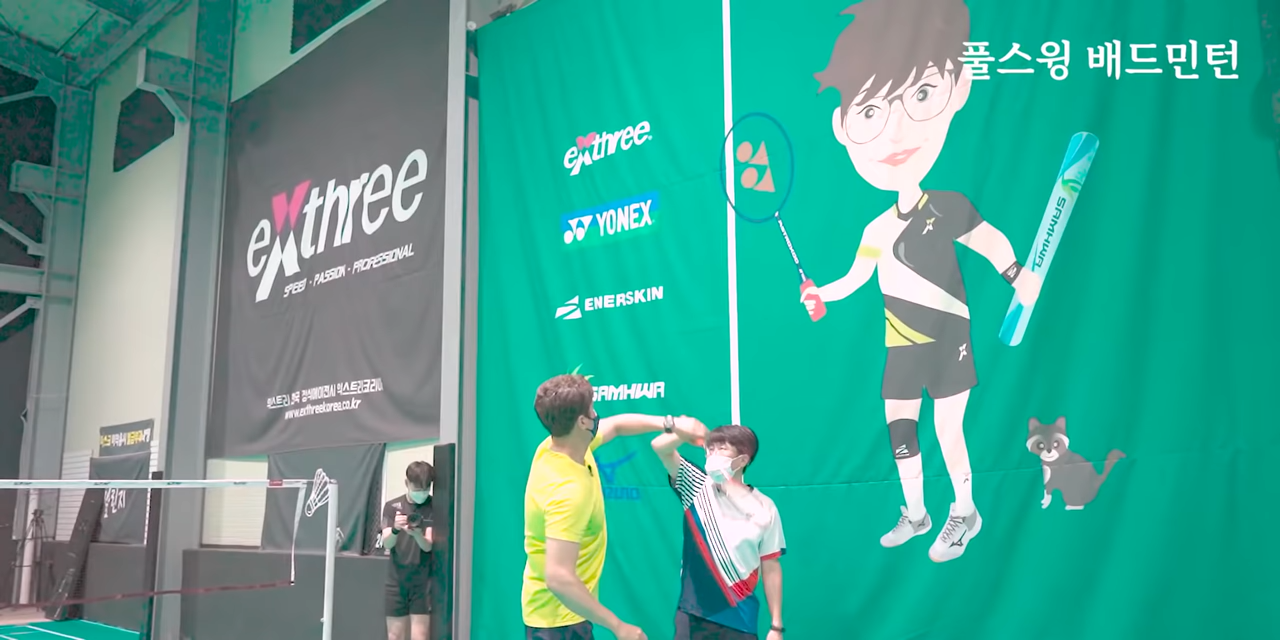 풀스윙 배드민턴
exthree
SPEED · PASSION · PROFESSIONAL
www.exthreekorea.co.kr
exthree
YONEX
ENERSKIN
SAMHWA
MIZUNO
SAMHWA